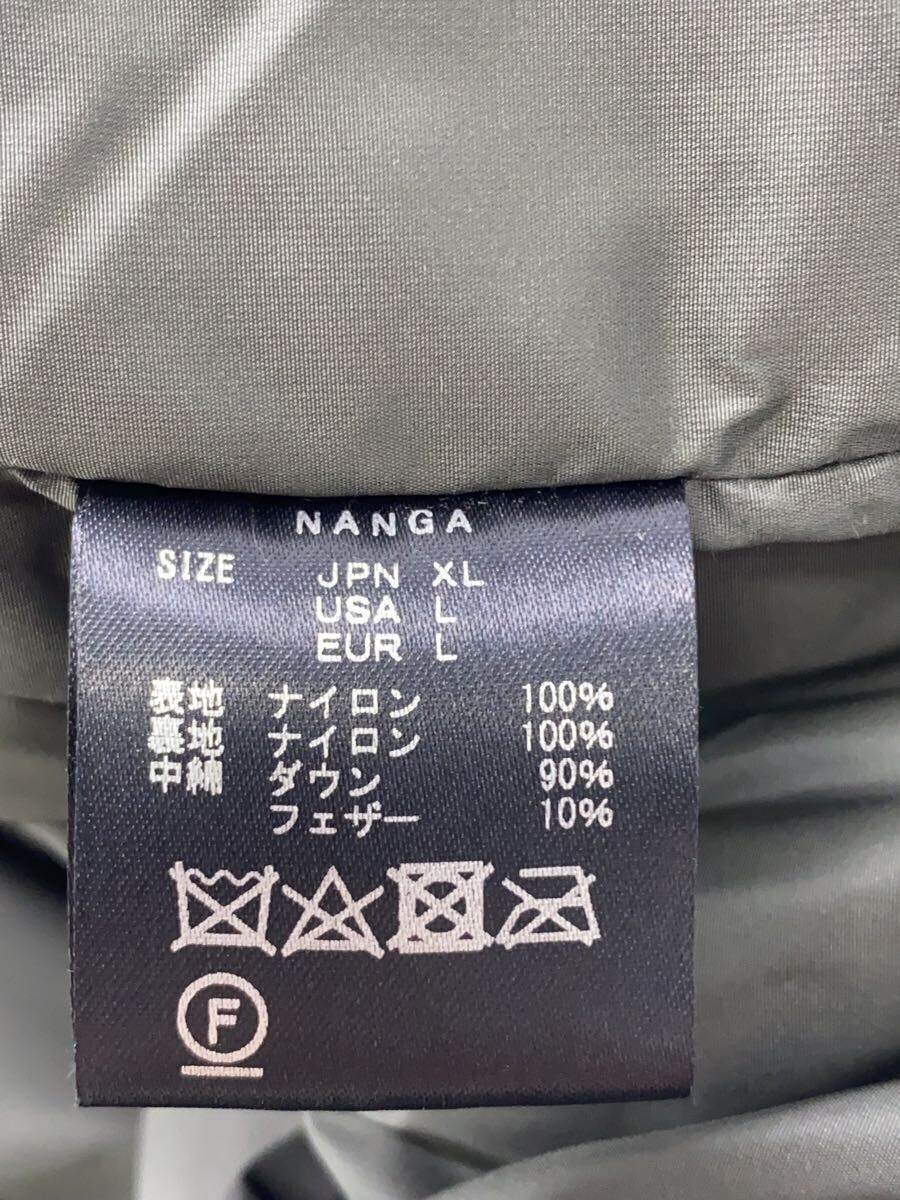 NANGA
SIZE JPN XL
USA L
EUR L
表地 ナイロン 100%
裏地 ナイロン 100%
中綿 ダウン 90%
フェザー 10%
F